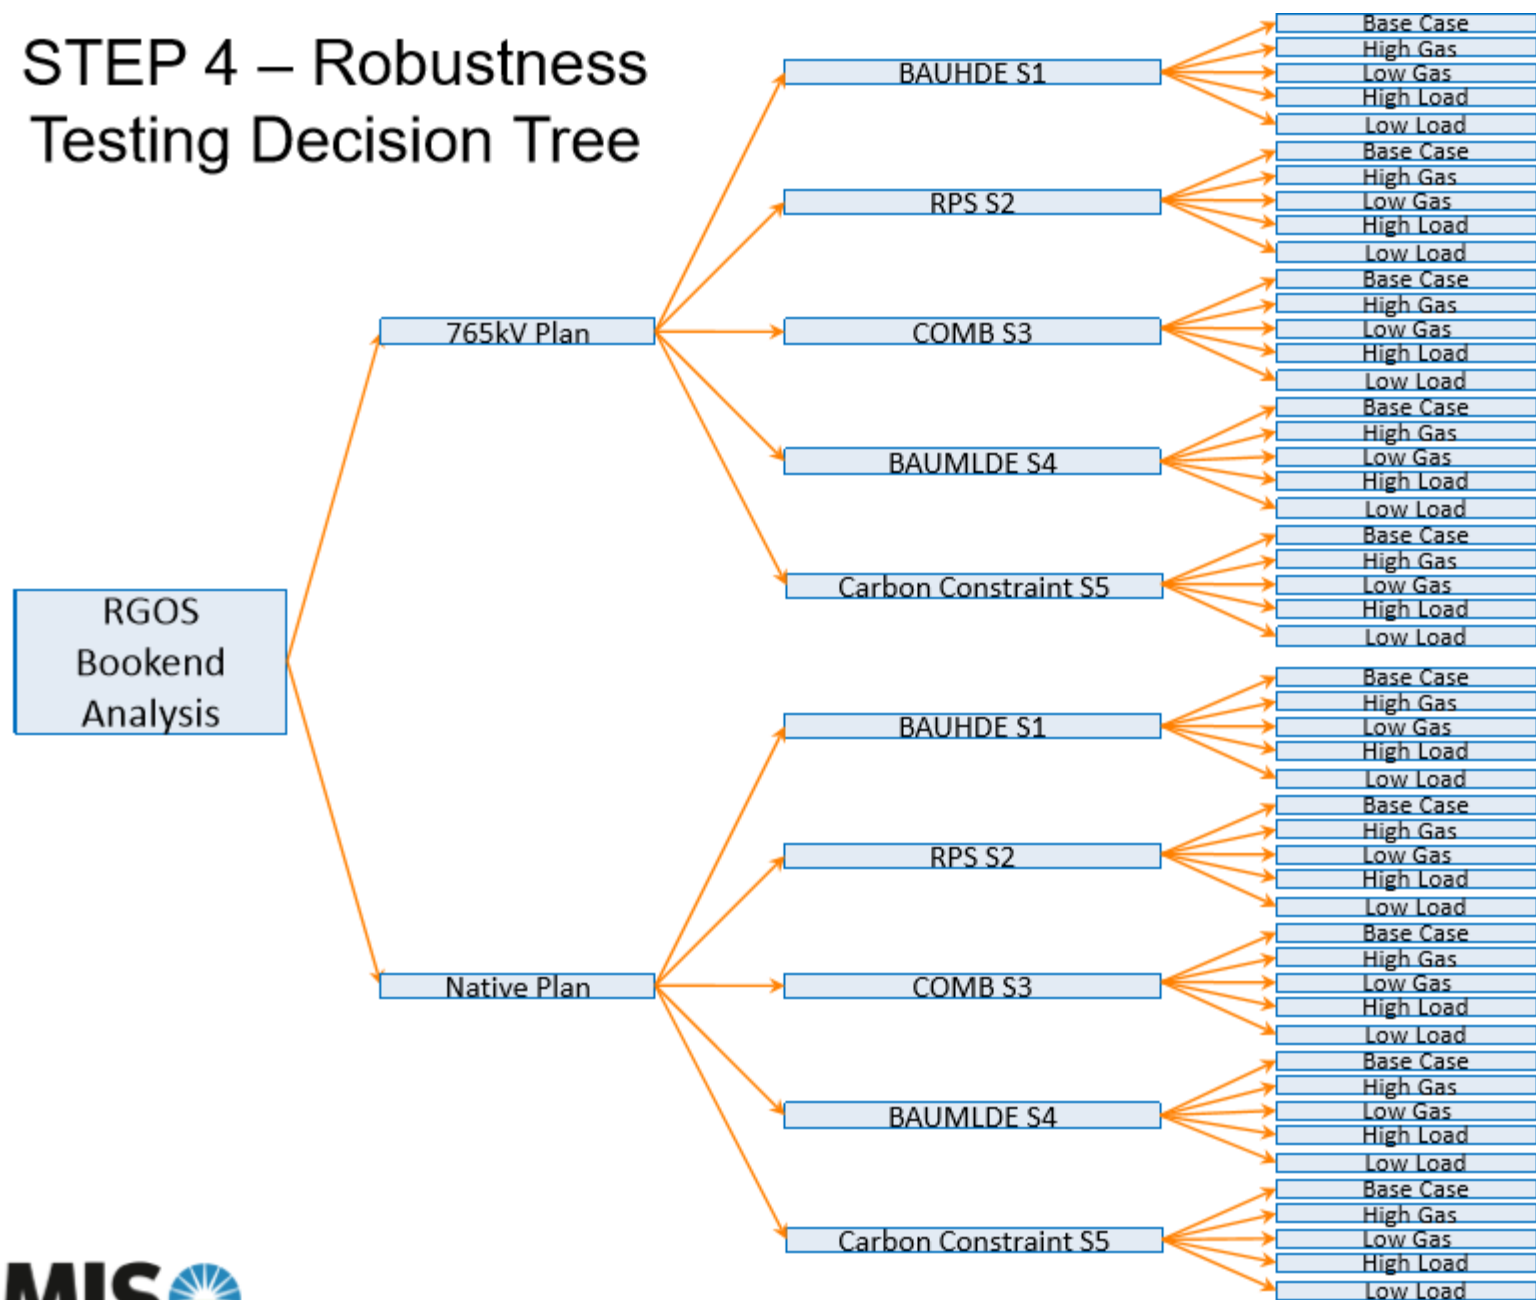 STEP 4 – Robustness
Testing Decision Tree
RGOS
Bookend
Analysis
765kV Plan
BAUHDE S1
Base Case
High Gas
Low Gas
High Load
Low Load
RPS S2
Base Case
High Gas
Low Gas
High Load
Low Load
COMB S3
Base Case
High Gas
Low Gas
High Load
Low Load
BAUMLDE S4
Base Case
High Gas
Low Gas
High Load
Low Load
Carbon Constraint S5
Base Case
High Gas
Low Gas
High Load
Low Load
Native Plan
BAUHDE S1
Base Case
High Gas
Low Gas
High Load
Low Load
RPS S2
Base Case
High Gas
Low Gas
High Load
Low Load
COMB S3
Base Case
High Gas
Low Gas
High Load
Low Load
BAUMLDE S4
Base Case
High Gas
Low Gas
High Load
Low Load
Carbon Constraint S5
Base Case
High Gas
Low Gas
High Load
Low Load
MISO